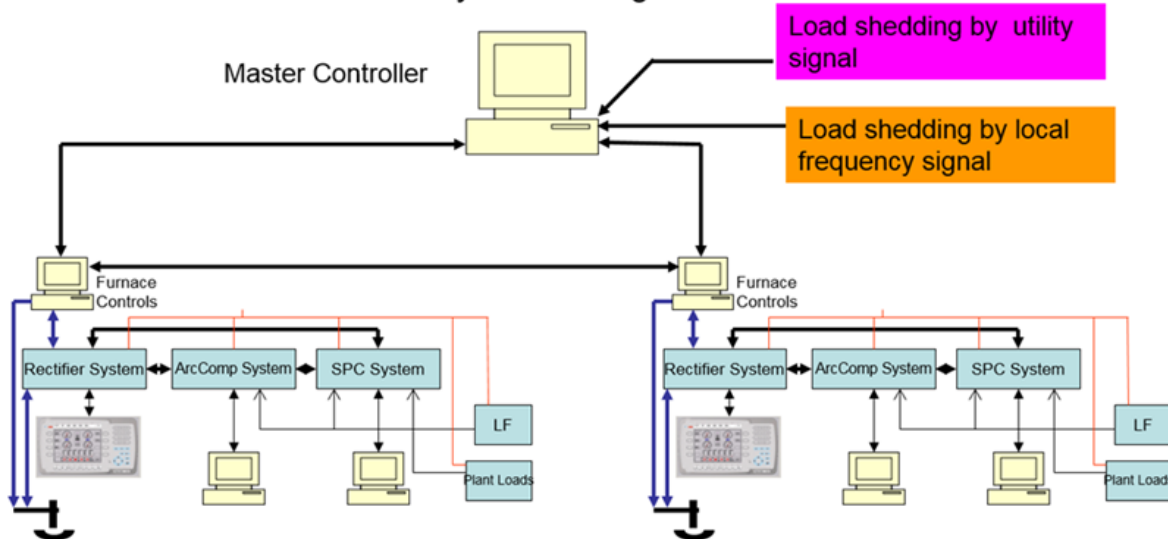 Load shedding by utility
signal
Master Controller
Load shedding by local
frequency signal
Furnace
Controls
Furnace
Controls
Rectifier System
ArcComp System
SPC System
Rectifier System
ArcComp System
SPC System
LF
LF
Plant Loads
Plant Load